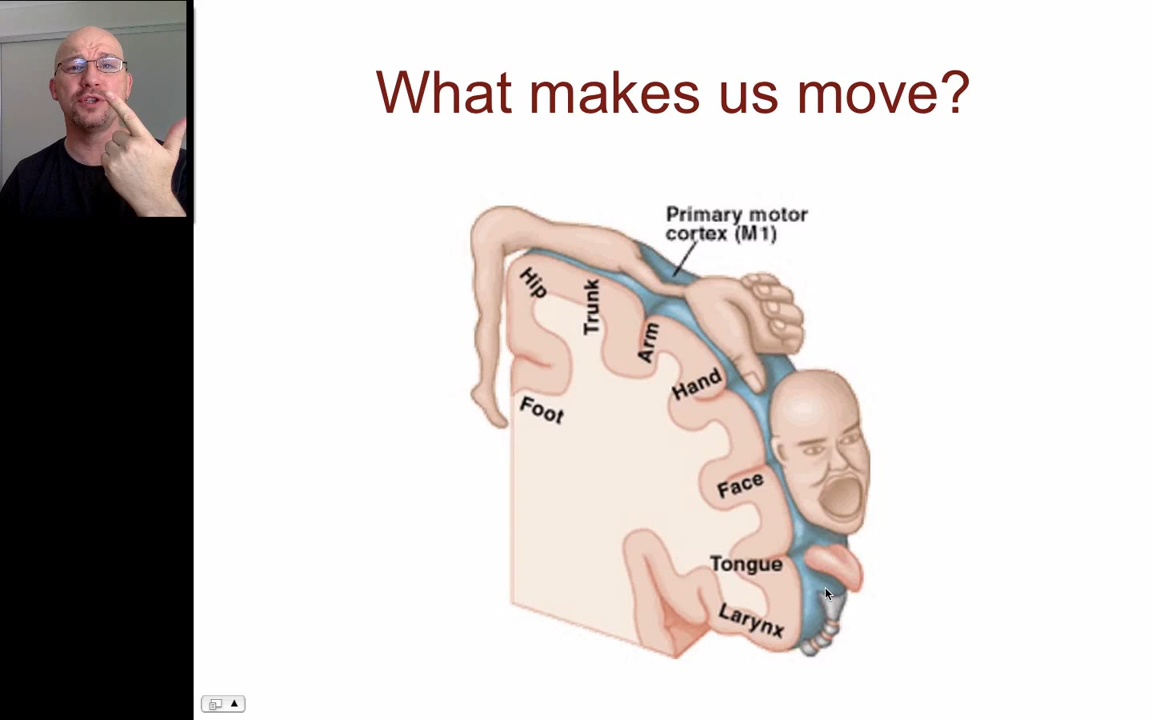 What makes us move?
Primary motor
cortex (M1)
Hip
Trunk
Arm
Hand
Foot
Face
Tongue
Larynx